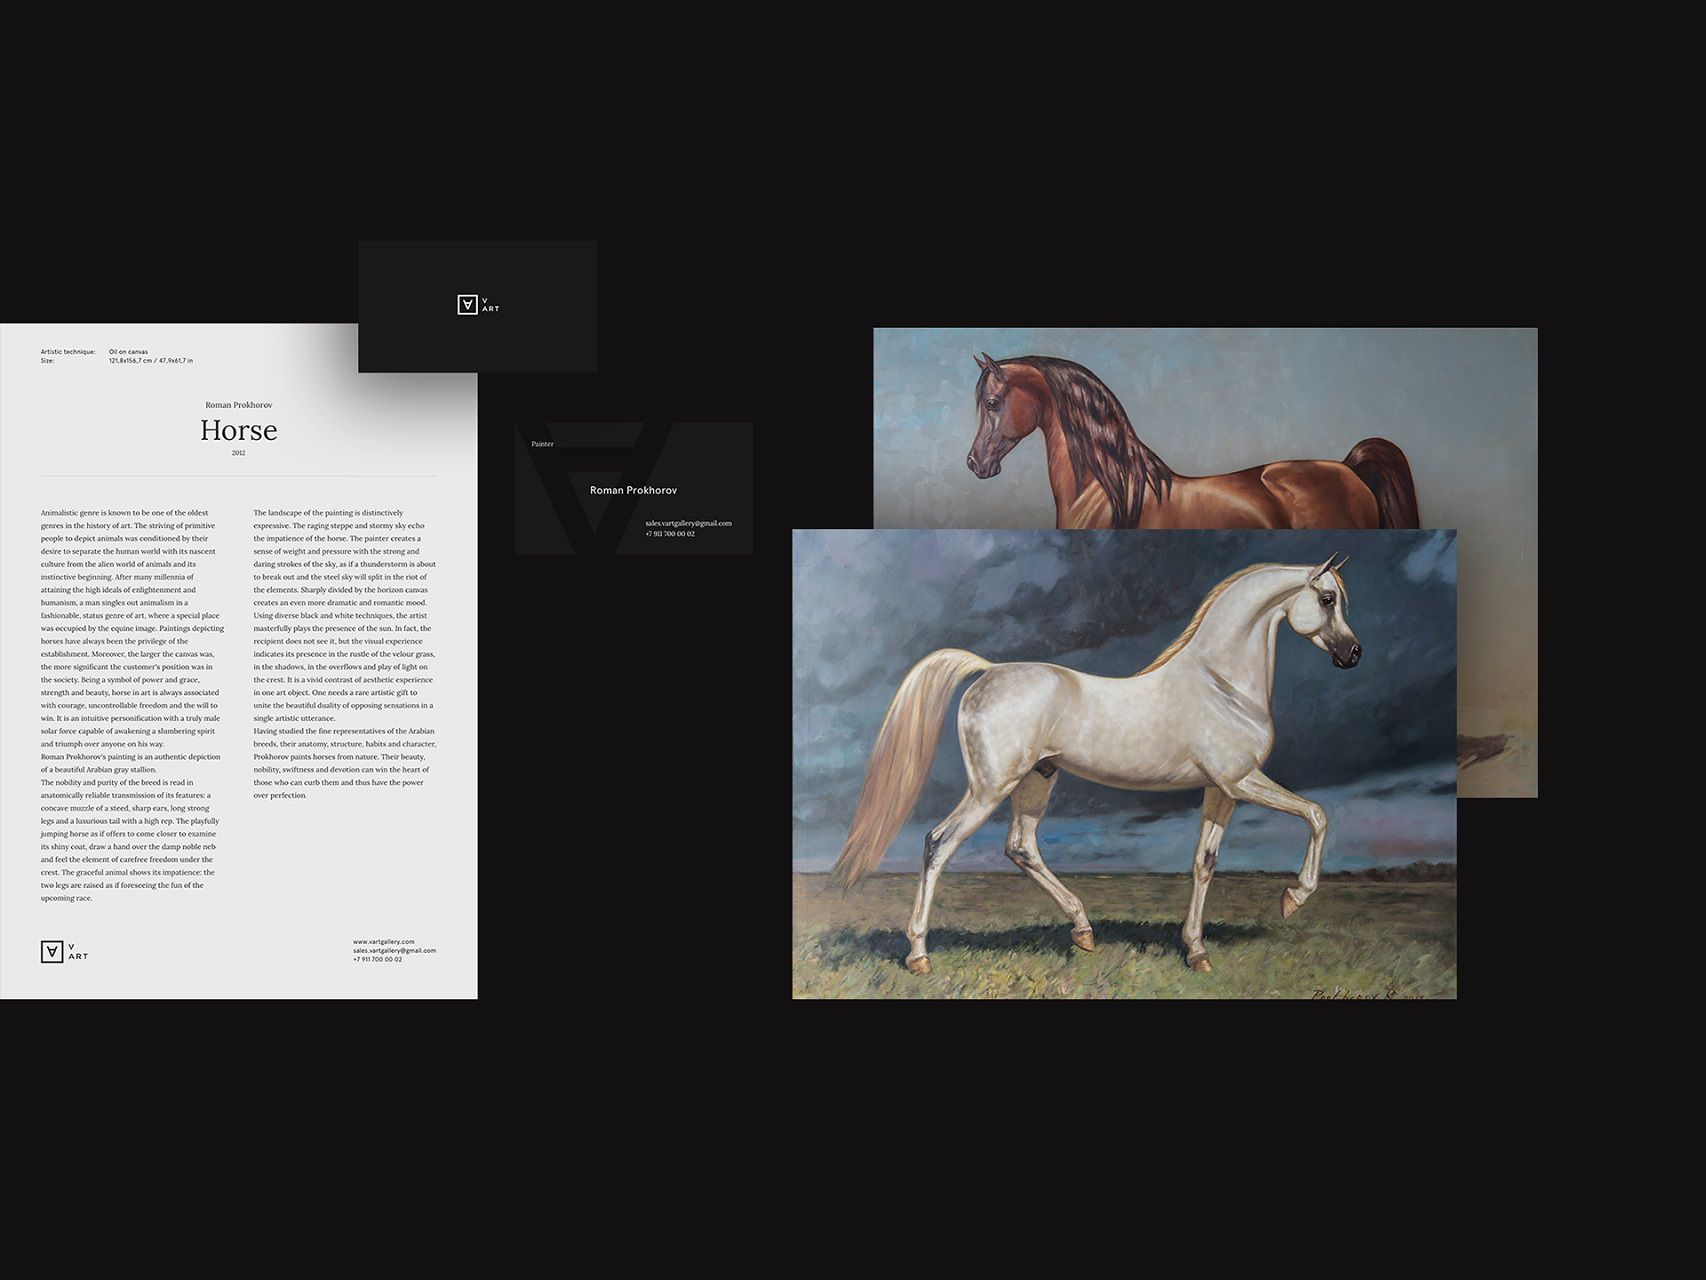 V
ART
Artistic technique: Oil on canvas
Size: 121,8x156,7 cm / 47,9x61,7 in
Roman Prokhorov
Horse
2012
Animalistic genre is known to be one of the oldest
genres in the history of art. The striving of primitive
people to depict animals was conditioned by their
desire to separate the human world with its nascent
culture from the alien world of animals and its
instinctive beginning. After many millennia of
attaining the high ideals of enlightenment and
humanism, a man singles out animalism in a
fashionable, status genre of art, where a special place
was occupied by the equine image. Paintings depicting
horses have always been the privilege of the
establishment. Moreover, the larger the canvas was,
the more significant the customer's position was in
the society. Being a symbol of power and grace,
strength and beauty, horse in art is always associated
with courage, uncontrollable freedom and the will to
win. It is an intuitive personification with a truly male
solar force capable of awakening a slumbering spirit
and triumph over anyone on his way.
Roman Prokhorov's painting is an authentic depiction
of a beautiful Arabian gray stallion.
The nobility and purity of the breed is read in
anatomically reliable transmission of its features: a
concave muzzle of a steed, sharp ears, long strong
legs and a luxurious tail with a high rep. The playfully
jumping horse as if offers to come closer to examine
its shiny coat, draw a hand over the damp noble neb
and feel the element of carefree freedom under the
crest. The graceful animal shows its impatience: the
two legs are raised as if foreseeing the fun of the
upcoming race.
The landscape of the painting is distinctively
expressive. The raging steppe and stormy sky echo
the impatience of the horse. The painter creates a
sense of weight and pressure with the strong and
daring strokes of the sky, as if a thunderstorm is about
to break out and the steel sky will split in the riot of
the elements. Sharply divided by the horizon canvas
creates an even more dramatic and romantic mood.
Using diverse black and white techniques, the artist
masterfully plays the presence of the sun. In fact, the
recipient does not see it, but the visual experience
indicates its presence in the rustle of the velour grass,
in the shadows, in the overflows and play of light on
the crest. It is a vivid contrast of aesthetic experience
in one art object. One needs a rare artistic gift to
unite the beautiful duality of opposing sensations in a
single artistic utterance.
Having studied the fine representatives of the Arabian
breeds, their anatomy, structure, habits and character,
Prokhorov paints horses from nature. Their beauty,
nobility, swiftness and devotion can win the heart of
those who can curb them and thus have the power
over perfection.
V
ART
www.vartgallery.com
sales.vartgallery@gmail.com
+7 911 700 00 02
Painter
Roman Prokhorov
sales.vartgallery@gmail.com
+7 911 700 00 02
Prokhorov R.